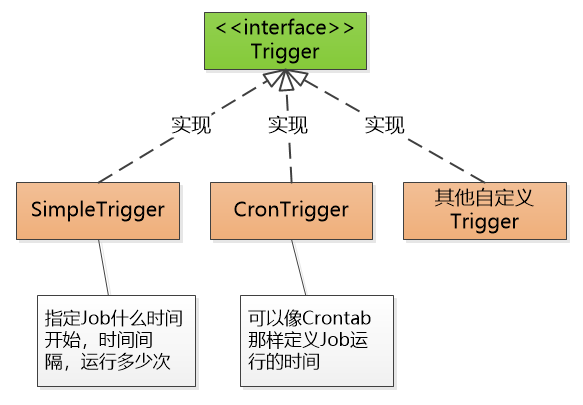 <<interface>>
Trigger
实现
实现
实现
SimpleTrigger
CronTrigger
其他自定义
Trigger
指定Job什么时间
开始，时间间
隔，运行多少次
可以像Crontab
那样定义Job运
行的时间